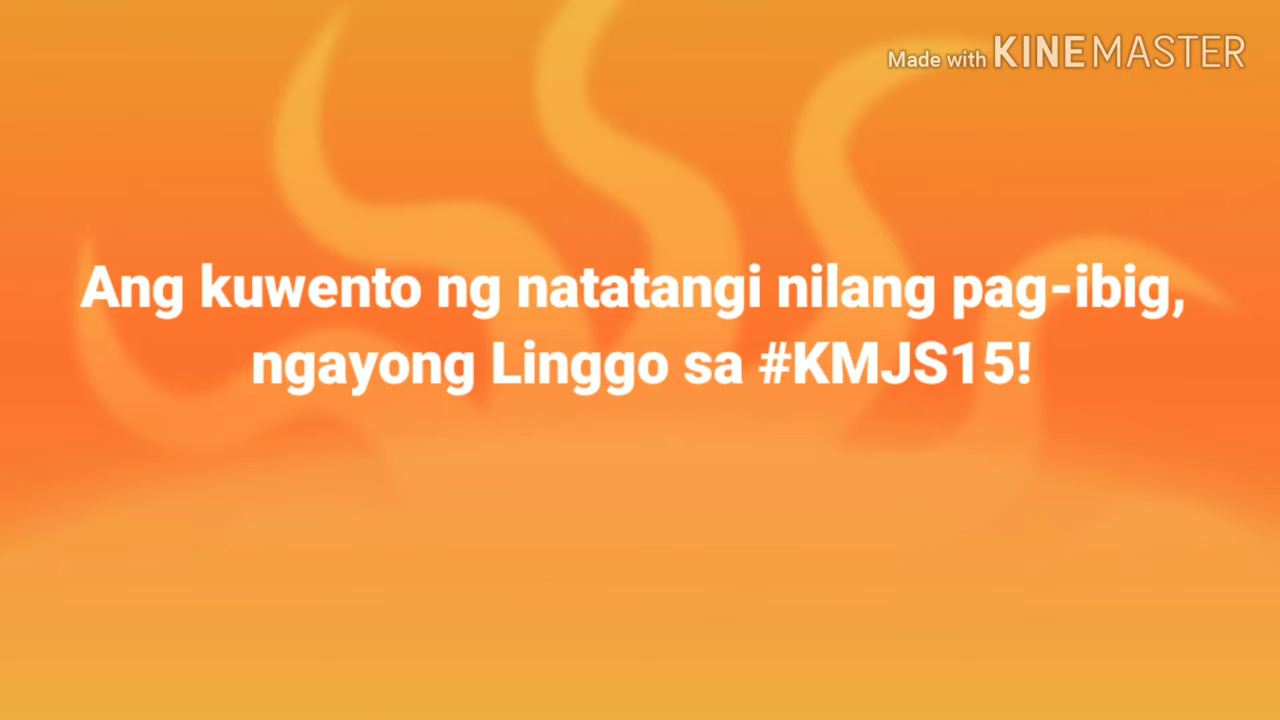 Made with KINEMASTER
Ang kuwento ng natatangi nilang pag-ibig,
ngayong Linggo sa #KMJS15!